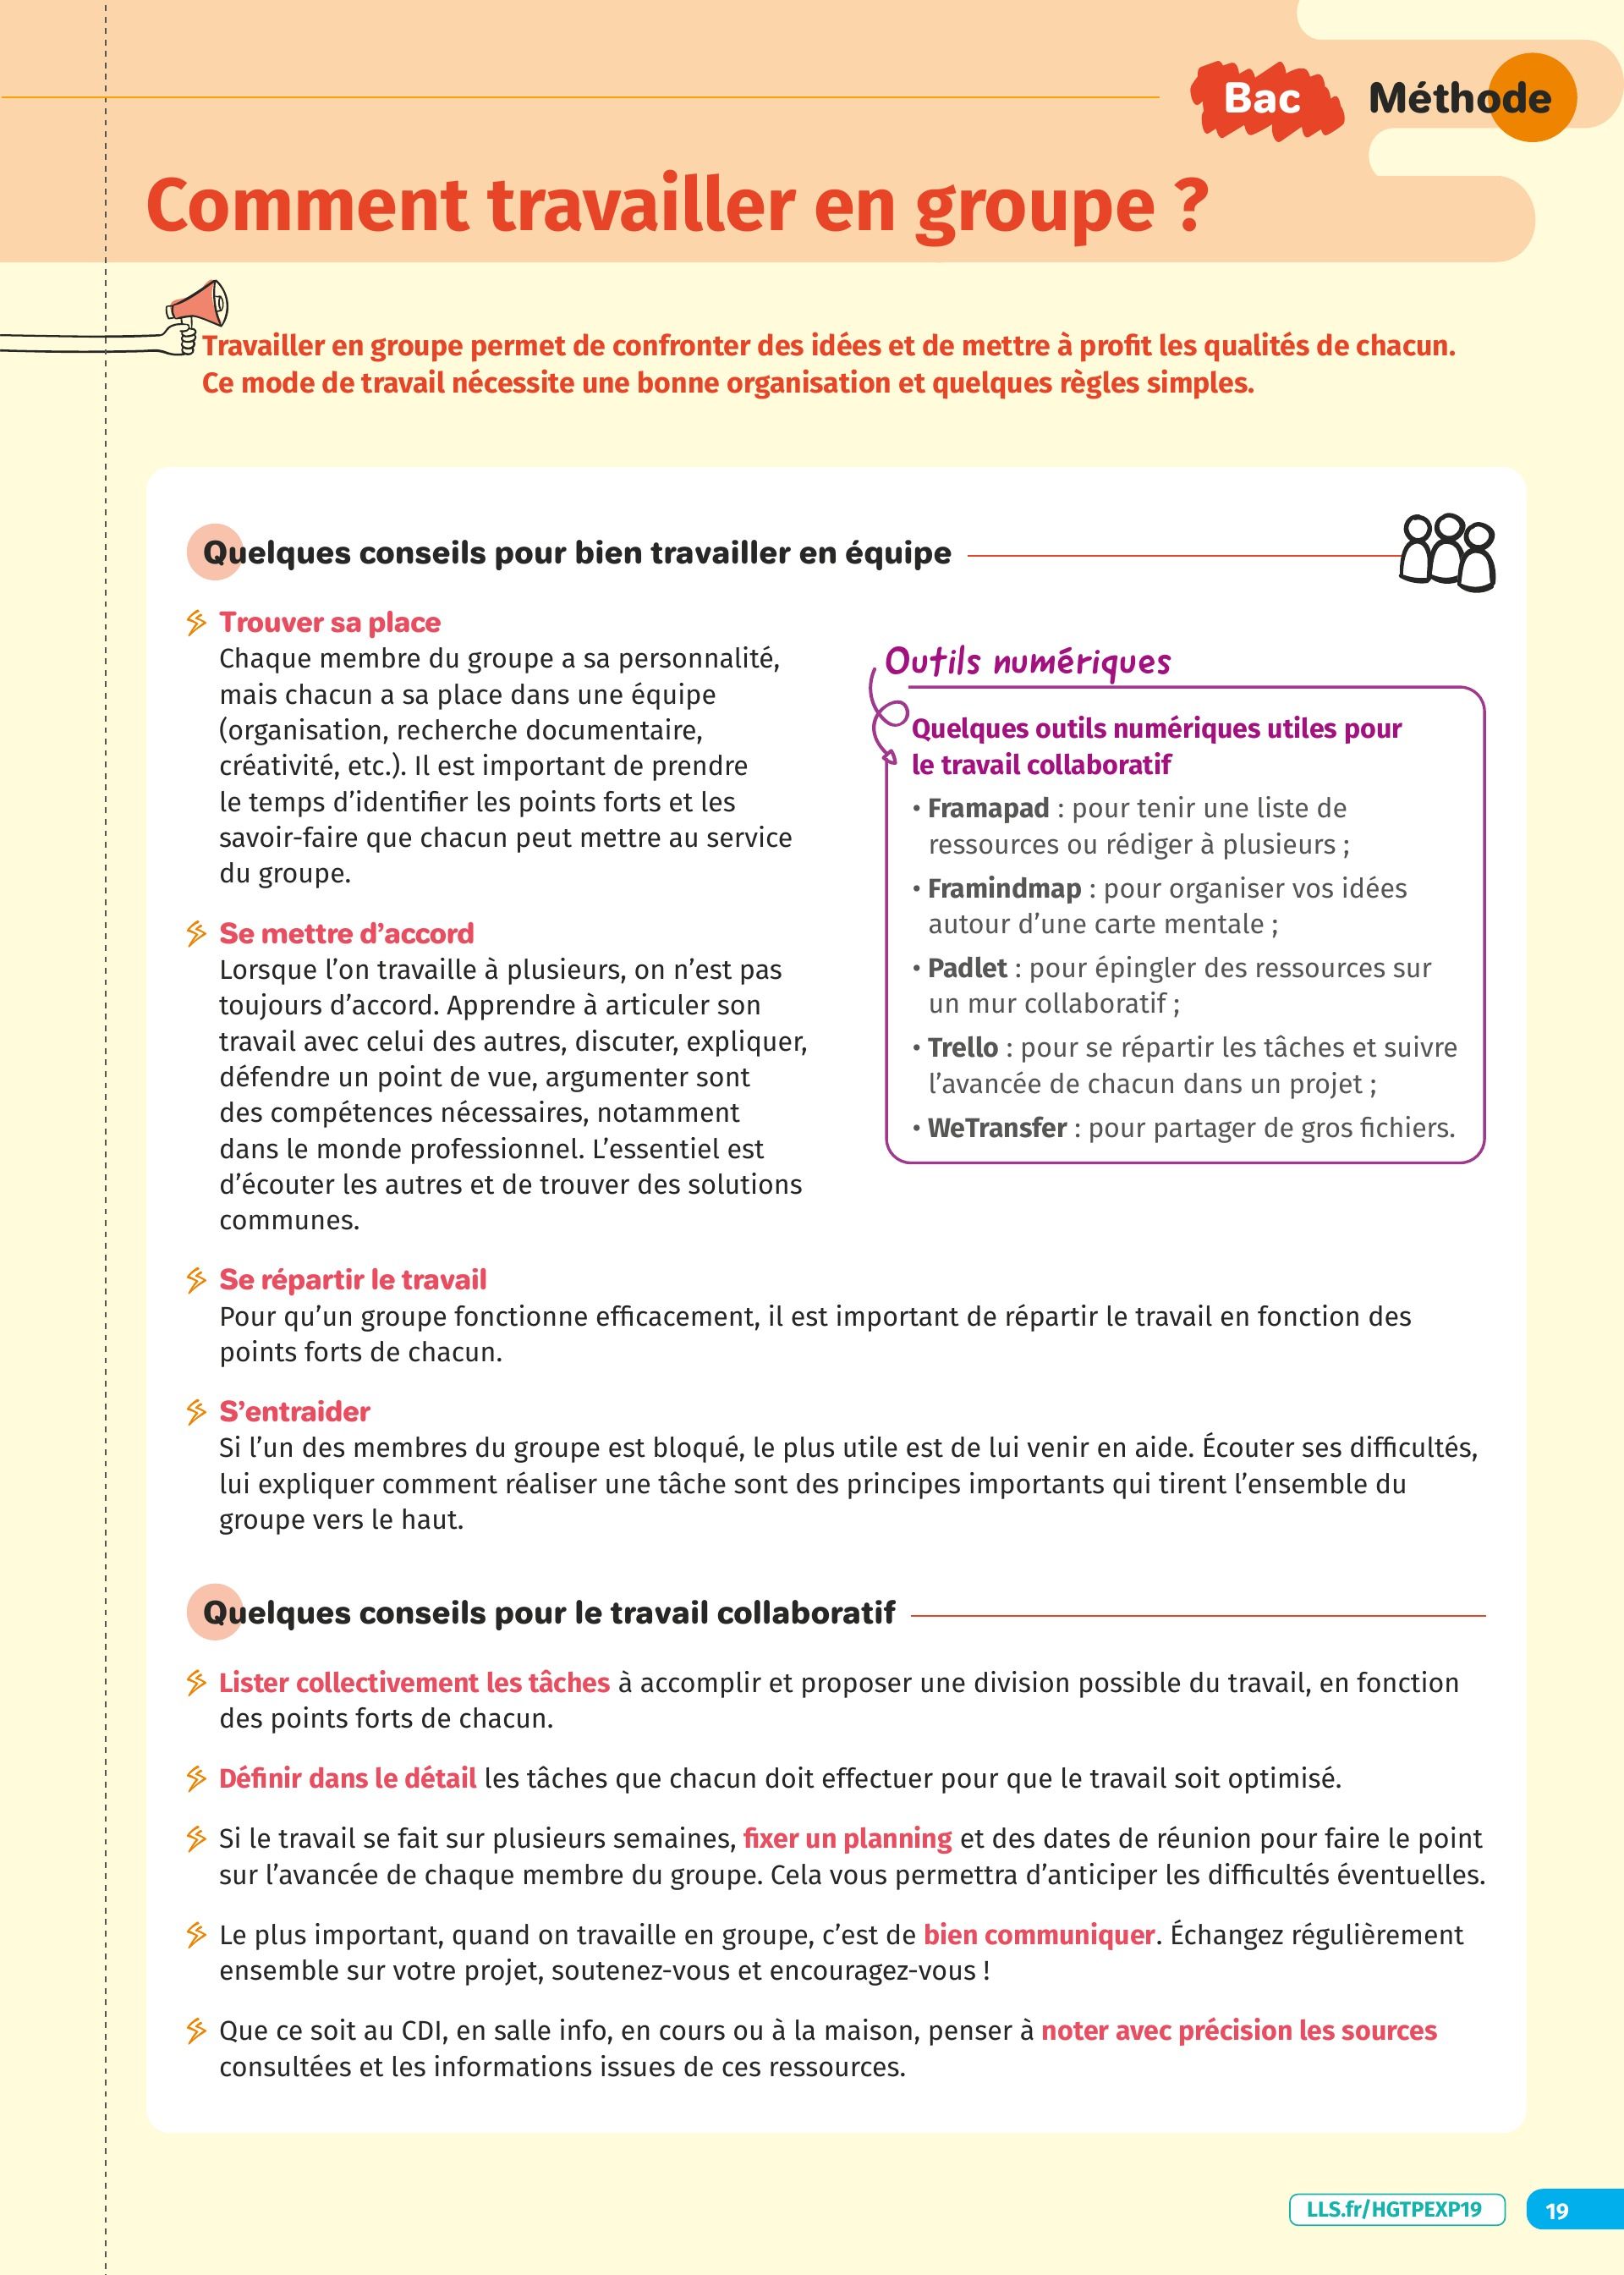 Bac Méthode
Comment travailler en groupe ?
Travailler en groupe permet de confronter des idées et de mettre à profit les qualités de chacun.
Ce mode de travail nécessite une bonne organisation et quelques règles simples.
Quelques conseils pour bien travailler en équipe
Trouver sa place
Chaque membre du groupe a sa personnalité,
mais chacun a sa place dans une équipe
(organisation, recherche documentaire,
créativité, etc.). Il est important de prendre
le temps d’identifier les points forts et les
savoir-faire que chacun peut mettre au service
du groupe.
Se mettre d’accord
Lorsque l’on travaille à plusieurs, on n’est pas
toujours d’accord. Apprendre à articuler son
travail avec celui des autres, discuter, expliquer,
défendre un point de vue, argumenter sont
des compétences nécessaires, notamment
dans le monde professionnel. L’essentiel est
d’écouter les autres et de trouver des solutions
communes.
Outils numériques
Quelques outils numériques utiles pour
le travail collaboratif
• Framapad : pour tenir une liste de
ressources ou rédiger à plusieurs ;
• Framindmap : pour organiser vos idées
autour d’une carte mentale ;
• Padlet : pour épingler des ressources sur
un mur collaboratif ;
• Trello : pour se répartir les tâches et suivre
l’avancée de chacun dans un projet ;
• WeTransfer : pour partager de gros fichiers.
Se répartir le travail
Pour qu’un groupe fonctionne efficacement, il est important de répartir le travail en fonction des
points forts de chacun.
S’entraider
Si l’un des membres du groupe est bloqué, le plus utile est de lui venir en aide. Écouter ses difficultés,
lui expliquer comment réaliser une tâche sont des principes importants qui tirent l’ensemble du
groupe vers le haut.
Quelques conseils pour le travail collaboratif
Lister collectivement les tâches à accomplir et proposer une division possible du travail, en fonction
des points forts de chacun.
Définir dans le détail les tâches que chacun doit effectuer pour que le travail soit optimisé.
Si le travail se fait sur plusieurs semaines, fixer un planning et des dates de réunion pour faire le point
sur l’avancée de chaque membre du groupe. Cela vous permettra d’anticiper les difficultés éventuelles.
Le plus important, quand on travaille en groupe, c’est de bien communiquer. Échangez régulièrement
ensemble sur votre projet, soutenez-vous et encouragez-vous !
Que ce soit au CDI, en salle info, en cours ou à la maison, penser à noter avec précision les sources
consultées et les informations issues de ces ressources.
LLS.fr/HGTPEXP19
19